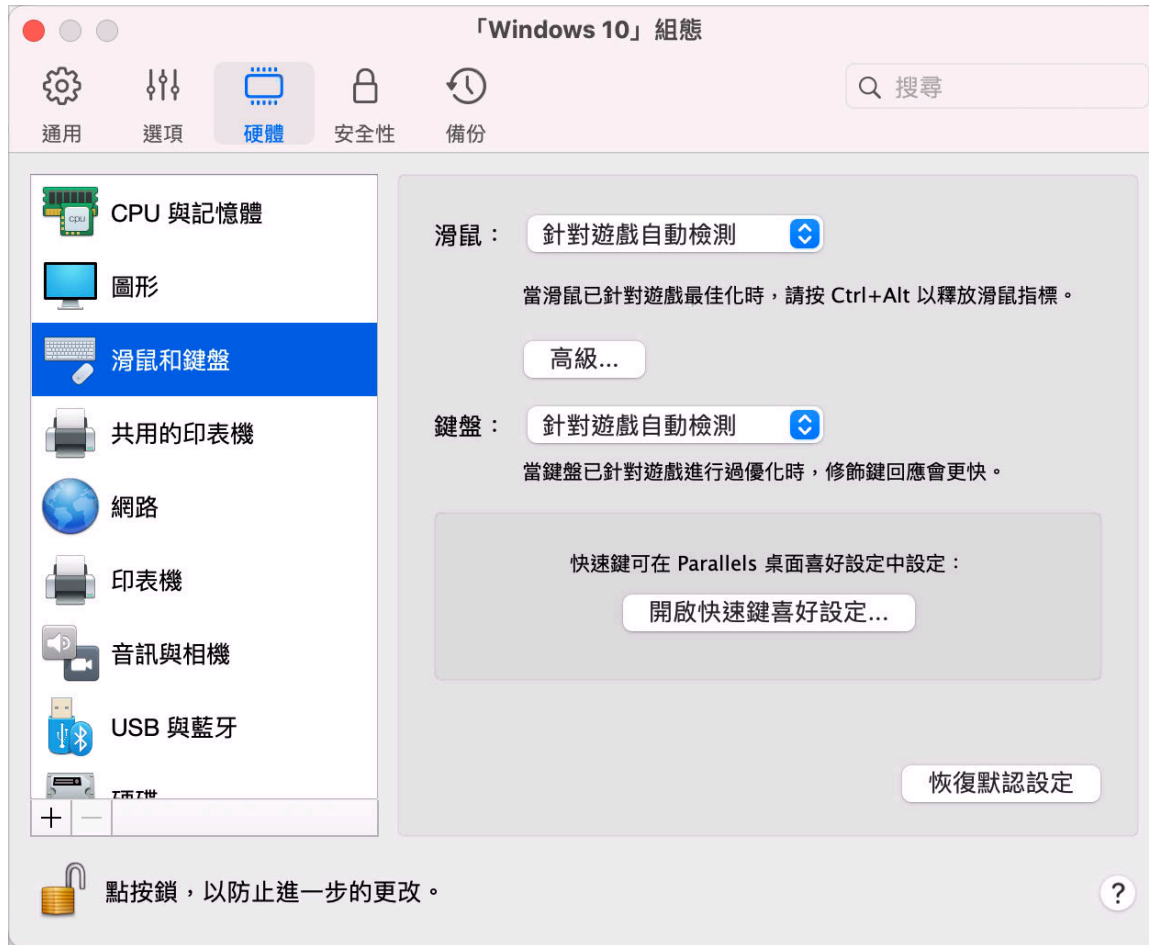 「Windows 10」組態
通用
選項
硬體
安全性
備份
搜尋
CPU 與記憶體
圖形
滑鼠和鍵盤
共用的印表機
網路
印表機
音訊與相機
USB 與藍牙
滑鼠： 針對遊戲自動檢測
當滑鼠已針對遊戲最佳化時，請按 Ctrl+Alt 以釋放滑鼠指標。
高級...
鍵盤： 針對遊戲自動檢測
當鍵盤已針對遊戲進行過優化時，修飾鍵回應會更快。
快速鍵可在 Parallels 桌面喜好設定中設定：
開啟快速鍵喜好設定...
恢復默認設定
點按鎖，以防止進一步的更改。
?